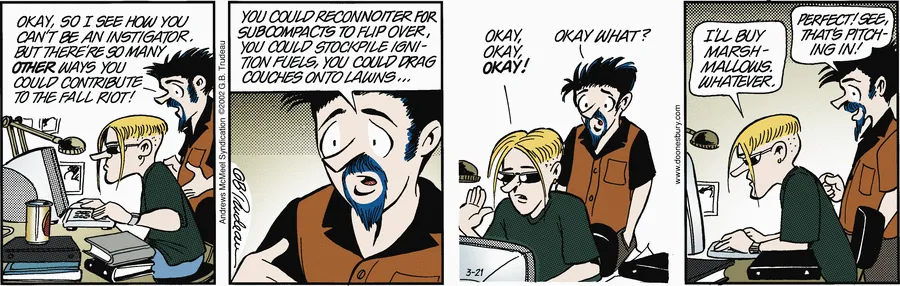 OKAY, SO I SEE HOW YOU
CAN'T BE AN INSTIGATOR.
BUT THERE'RE SO MANY
OTHER WAYS YOU
COULD CONTRIBUTE
TO THE FALL RIOT!
Andrews McMeel Syndication ©2002 G.B. Trudeau
YOU COULD RECONNOITER FOR
SUBCOMPACTS TO FLIP OVER,
YOU COULD STOCKPILE IGNI-
TION FUELS, YOU COULD DRAG
COUCHES ONTO LAWNS...
GBTrudeau
OKAY,
OKAY,
OKAY!
OKAY WHAT?
3-21
www.doonesbury.com
I'LL BUY
MARSH-
MALLOWS.
WHATEVER.
PERFECT! SEE,
THAT'S PITCH-
ING IN!